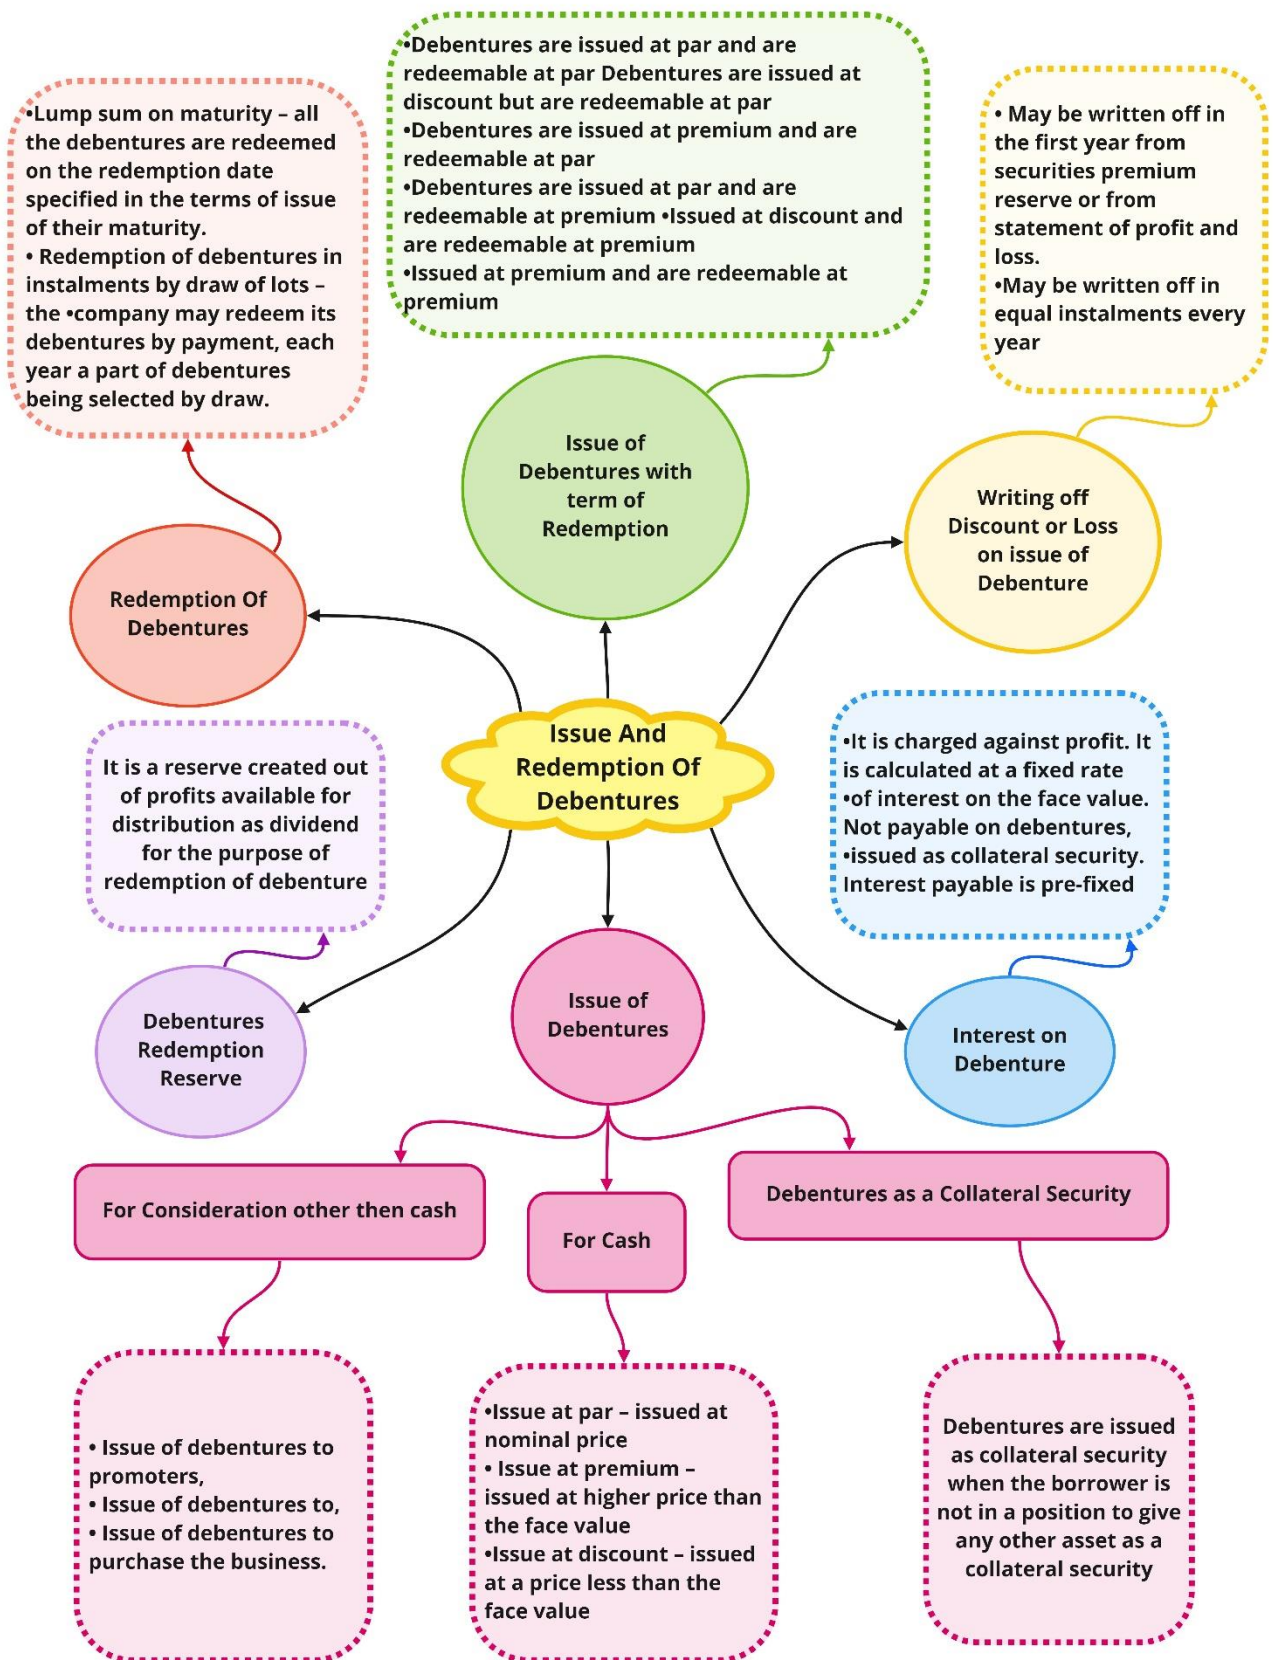 •Debentures are issued at par and are
redeemable at par Debentures are issued at
discount but are redeemable at par
•Debentures are issued at premium and are
redeemable at par
•Debentures are issued at par and are
redeemable at premium •Issued at discount and
are redeemable at premium
•Issued at premium and are redeemable at
premium
•Lump sum on maturity – all
the debentures are redeemed
on the redemption date
specified in the terms of issue
of their maturity.
• Redemption of debentures in
instalments by draw of lots –
the •company may redeem its
debentures by payment, each
year a part of debentures
being selected by draw.
• May be written off in
the first year from
securities premium
reserve or from
statement of profit and
loss.
•May be written off in
equal instalments every
year
Issue of
Debentures with
term of
Redemption
Writing off
Discount or Loss
on issue of
Debenture
Redemption Of
Debentures
Issue And
Redemption Of
Debentures
It is a reserve created out
of profits available for
distribution as dividend
for the purpose of
redemption of debenture
•It is charged against profit. It
is calculated at a fixed rate
•of interest on the face value.
Not payable on debentures,
•issued as collateral security.
Interest payable is pre-fixed
Debentures
Redemption
Reserve
Issue of
Debentures
Interest on
Debenture
For Consideration other then cash
For Cash
Debentures as a Collateral Security
• Issue of debentures to
promoters,
• Issue of debentures to,
• Issue of debentures to
purchase the business.
•Issue at par – issued at
nominal price
• Issue at premium –
issued at higher price than
the face value
•Issue at discount – issued
at a price less than the
face value
Debentures are issued
as collateral security
when the borrower is
not in a position to give
any other asset as a
collateral security